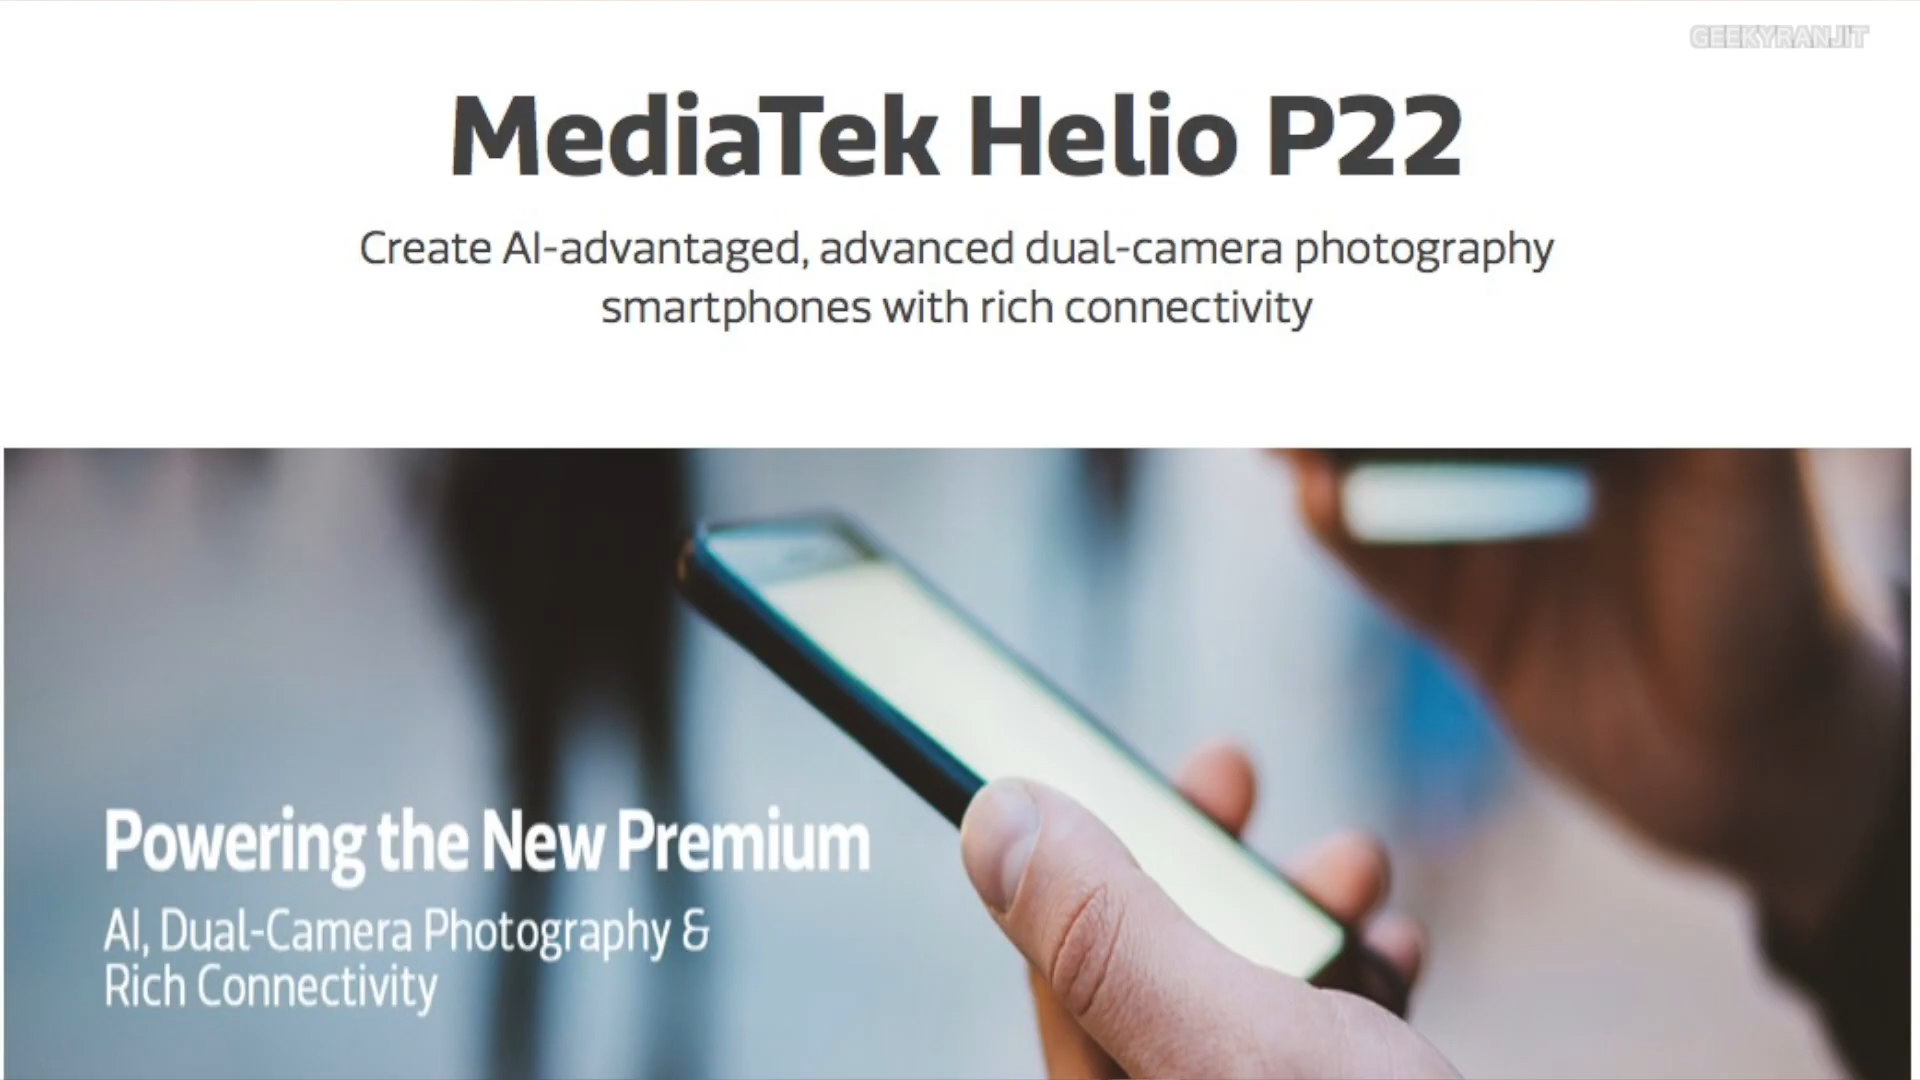 GEEKYRANJIT
MediaTek Helio P22
Create AI-advantaged, advanced dual-camera photography
smartphones with rich connectivity
Powering the New Premium
AI, Dual-Camera Photography &
Rich Connectivity